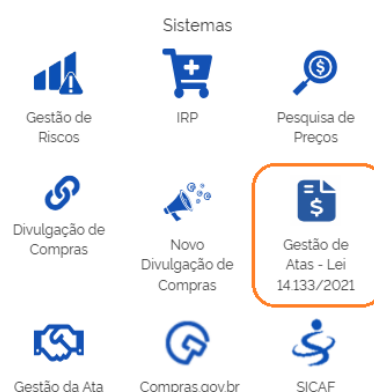 Sistemas
Gestão de
Riscos
IRP
Pesquisa de
Preços
Divulgação de
Compras
Novo
Divulgação de
Compras
Gestão de
Atas - Lei
14.133/2021
Gestão da Ata
Compras.gov.br
SICAF